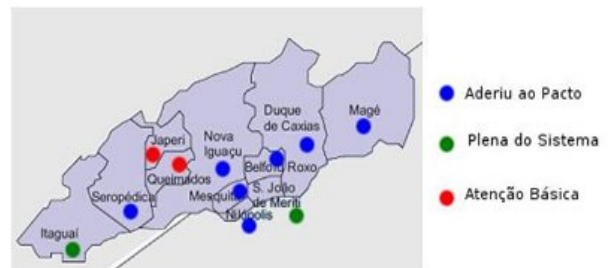 Duque
de Caxias
Magé
Japeri
Nova
Iguaçu
Belford Roxo
Queimados
Seropédica
Mesquita
S. João
de Meriti
Nilópolis
Itaguaí
Aderiu ao Pacto
Plena do Sistema
Atenção Básica